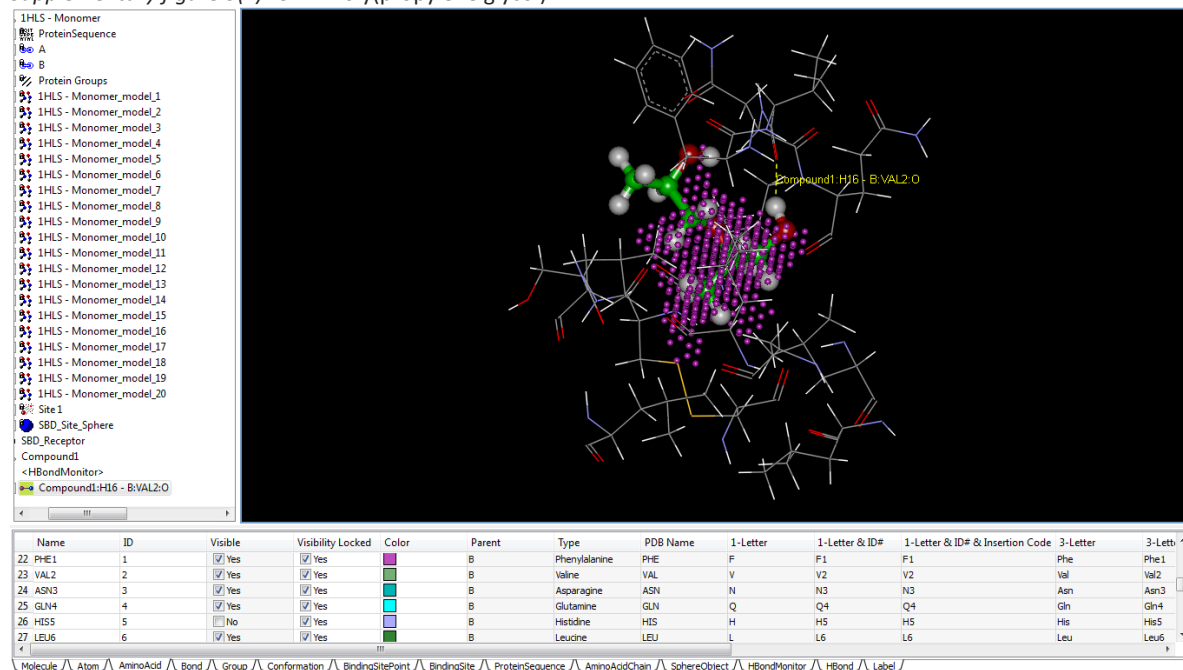 1HLS - Monomer
ProteinSequence
A
B
Protein Groups
1HLS - Monomer_model_1
1HLS - Monomer_model_2
1HLS - Monomer_model_3
1HLS - Monomer_model_4
1HLS - Monomer_model_5
1HLS - Monomer_model_6
1HLS - Monomer_model_7
1HLS - Monomer_model_8
1HLS - Monomer_model_9
1HLS - Monomer_model_10
1HLS - Monomer_model_11
1HLS - Monomer_model_12
1HLS - Monomer_model_13
1HLS - Monomer_model_14
1HLS - Monomer_model_15
1HLS - Monomer_model_16
1HLS - Monomer_model_17
1HLS - Monomer_model_18
1HLS - Monomer_model_19
1HLS - Monomer_model_20
Site 1
SBD_Site_Sphere
SBD_Receptor
Compound1
<HBondMonitor>
Compound1:H16 - B:VAL2:O
Compound1:H16 - B:VAL2:O
Name ID Visible Visibility Locked Color Parent Type PDB Name 1-Letter 1-Letter & ID# 1-Letter & ID# & Insertion Code 3-Letter 3-Lett
22 PHE1 1 Yes Yes B Phenylalanine PHE F F1 F1 Phe Phe1
23 VAL2 2 Yes Yes B Valine VAL V V2 V2 Val Val2
24 ASN3 3 Yes Yes B Asparagine ASN N N3 N3 Asn Asn3
25 GLN4 4 Yes Yes B Glutamine GLN Q Q4 Q4 Gln Gln4
26 HIS5 5 No Yes B Histidine HIS H H5 H5 His His5
27 LEU6 6 Yes Yes B Leucine LEU L L6 L6 Leu Leu6
Molecule Atom AminoAcid Bond Group Conformation BindingSitePoint BindingSite ProteinSequence AminoAcidChain SphereObject HBondMonitor HBond Label